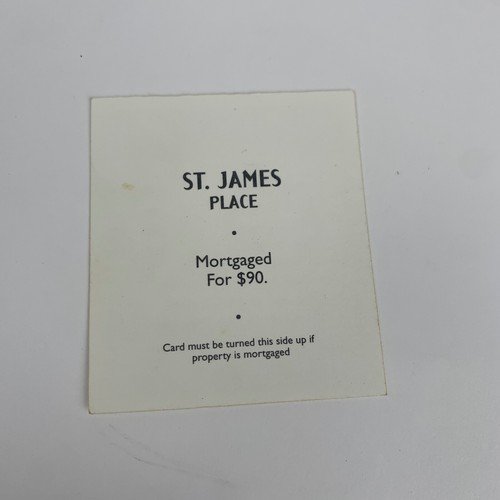 ST. JAMES
PLACE
•
Mortgaged
For $90.
•
Card must be turned this side up if
property is mortgaged